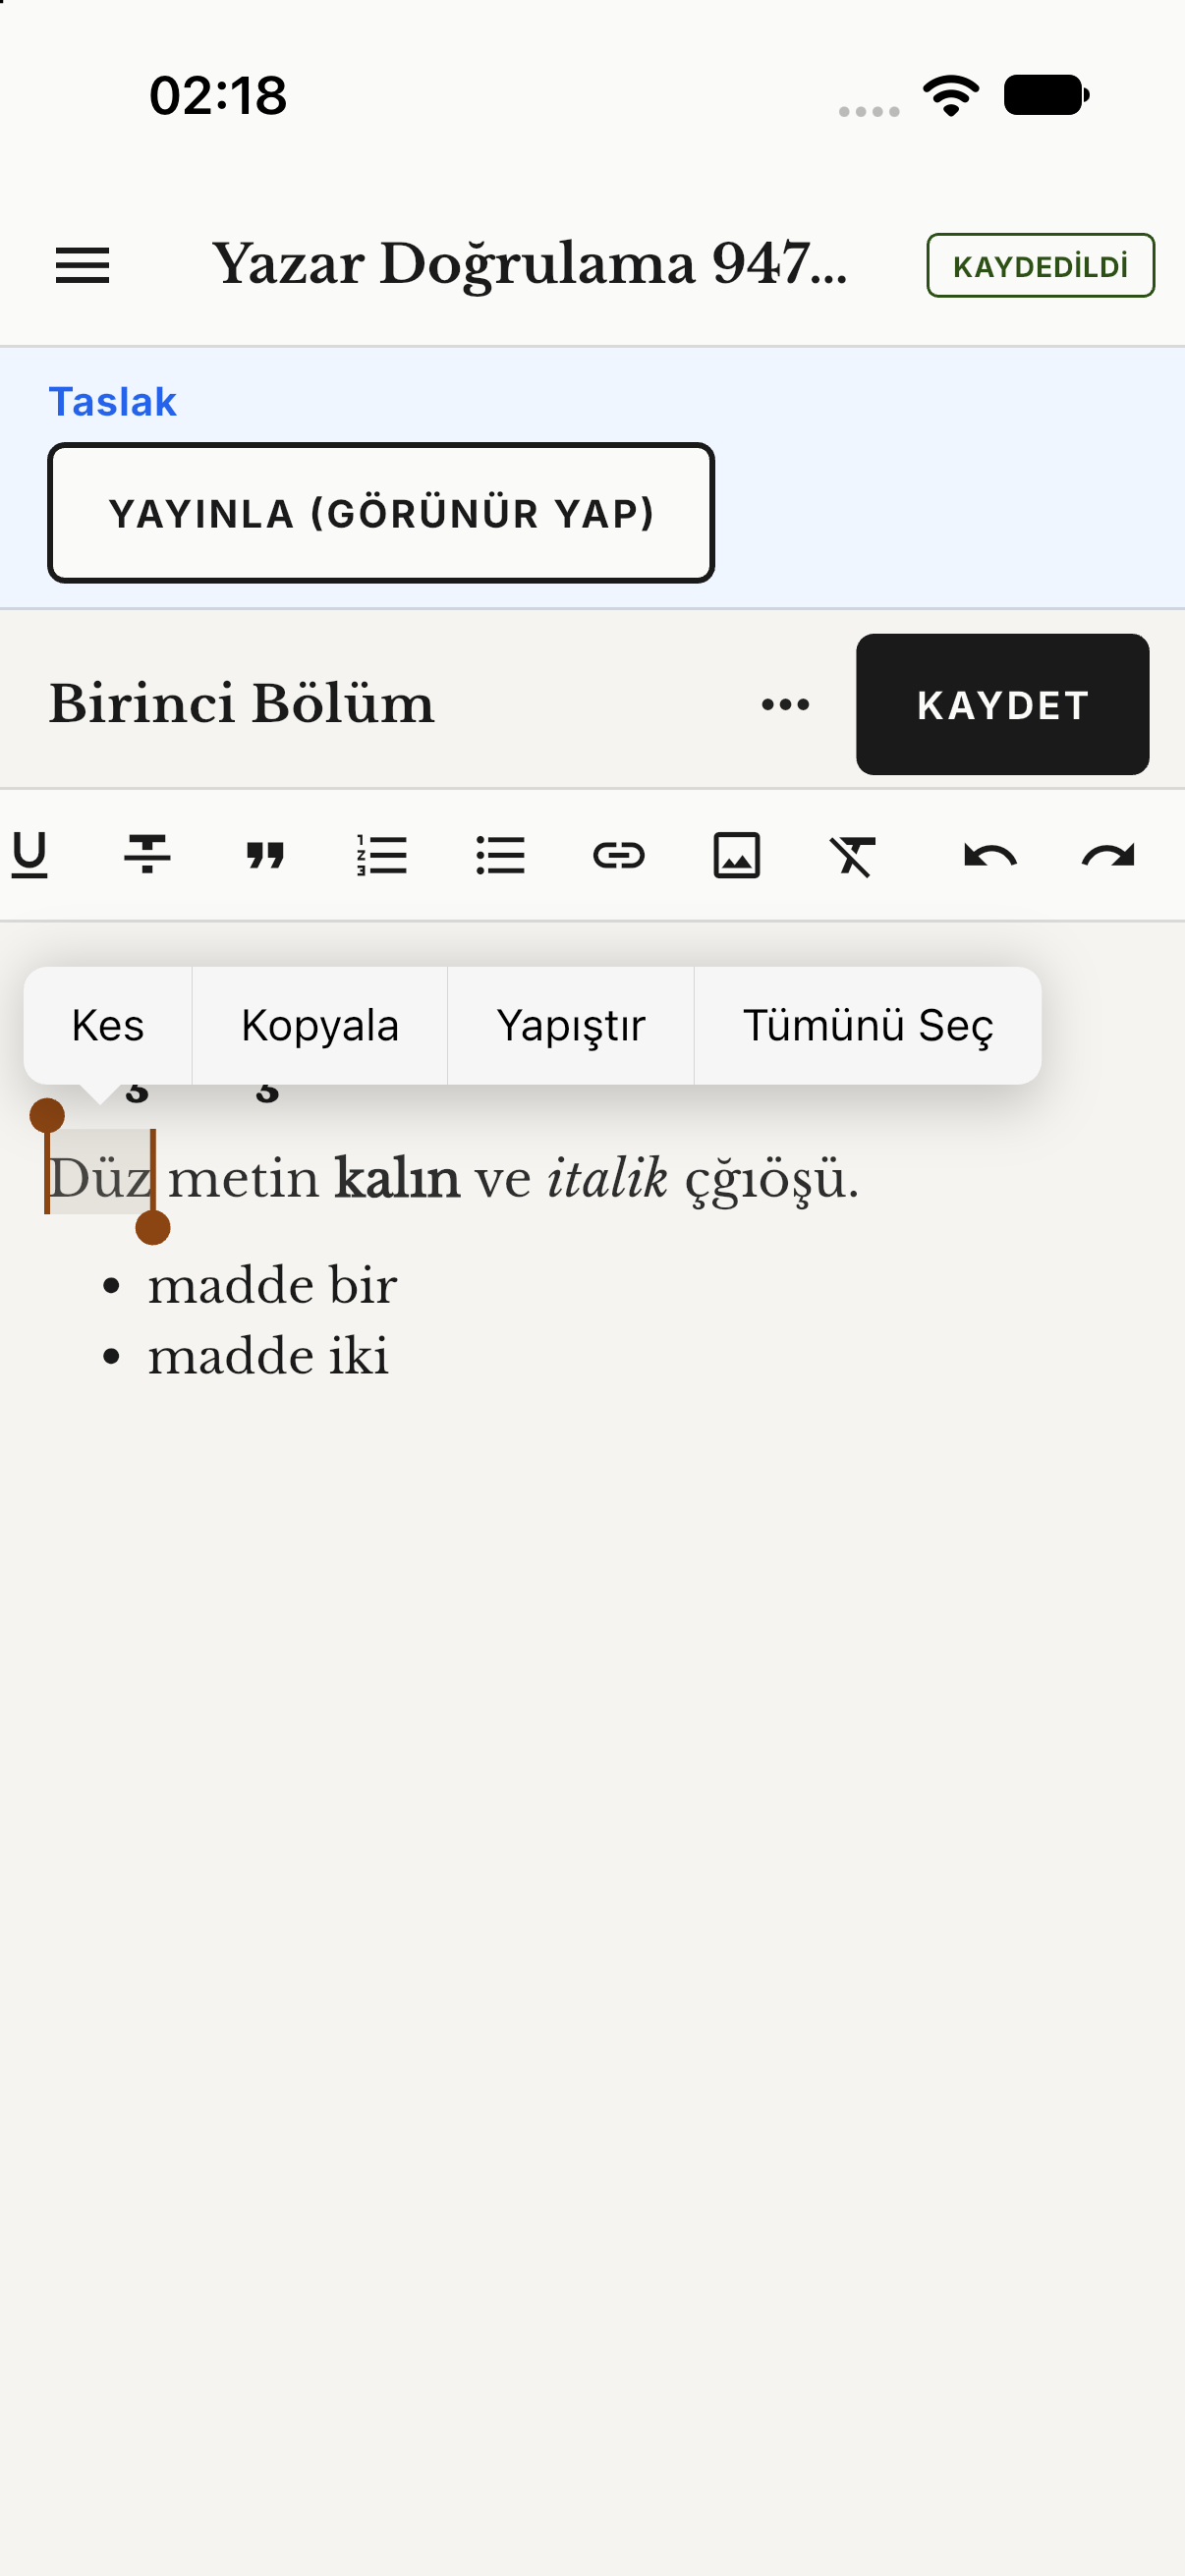 02:18
Yazar Doğrulama 947...
KAYDEDİLDİ
Taslak
YAYINLA (GÖRÜNÜR YAP)
Birinci Bölüm
KAYDET
Kes
Kopyala
Yapıştır
Tümünü Seç
Düz metin kalın ve italik çğıöşü.
• madde bir
• madde iki